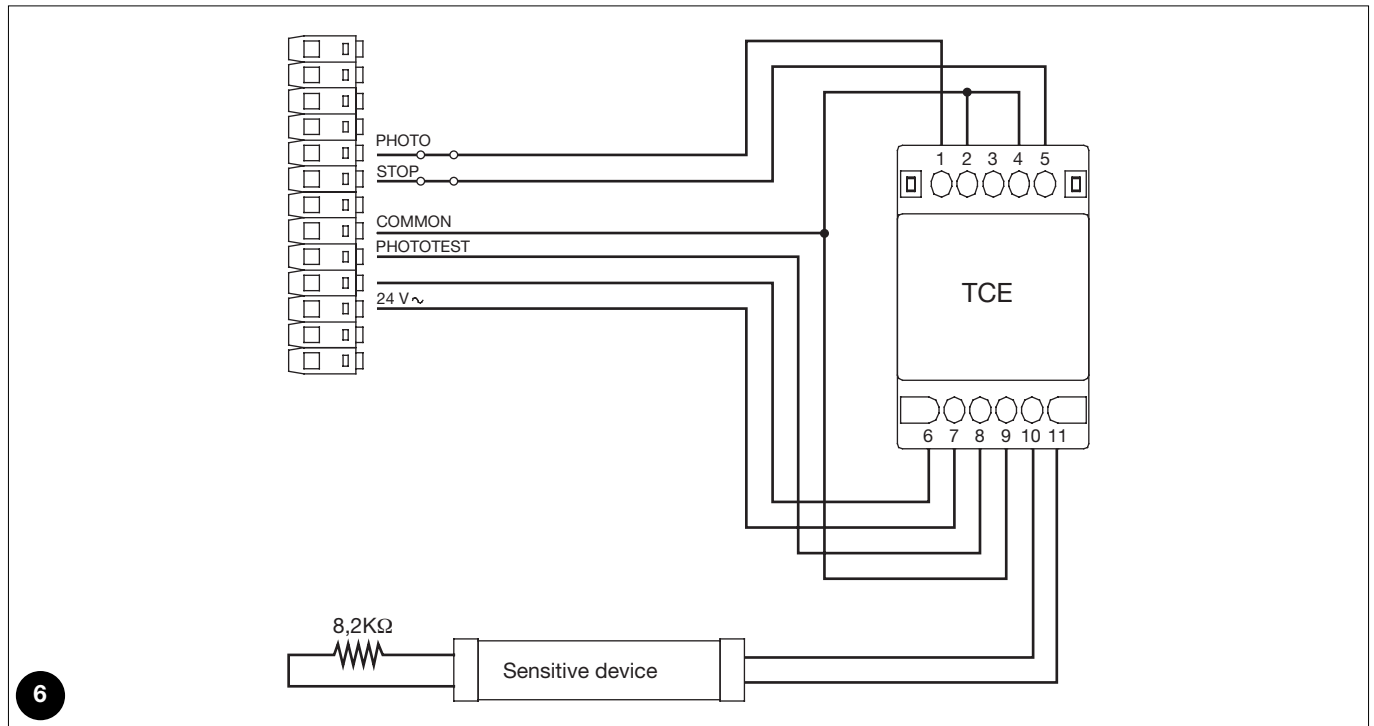 PHOTO
STOP
COMMON
PHOTOTEST
24 V ~
1 2 3 4 5
TCE
6 7 8 9 10 11
8,2KΩ
Sensitive device
6